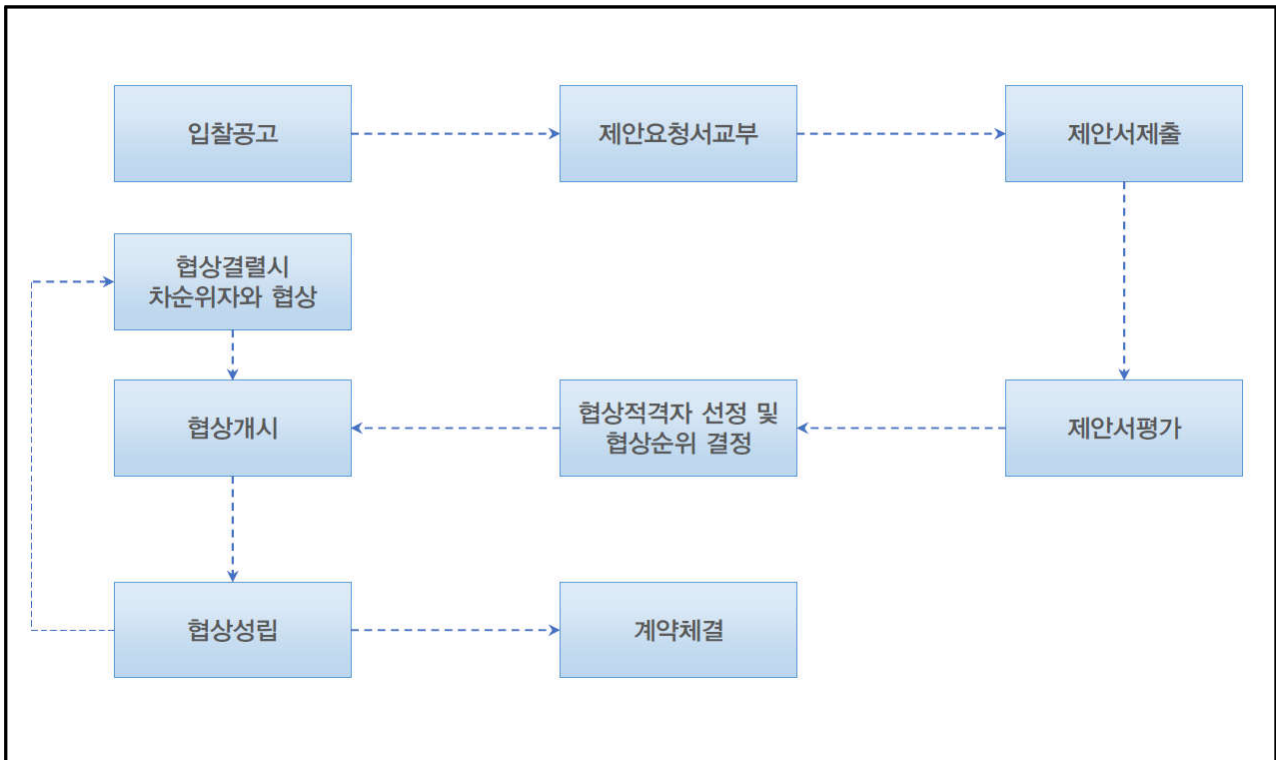 입찰공고
제안요청서교부
제안서제출
협상결렬시
차순위자와 협상
협상개시
협상적격자 선정 및
협상순위 결정
제안서평가
협상성립
계약체결